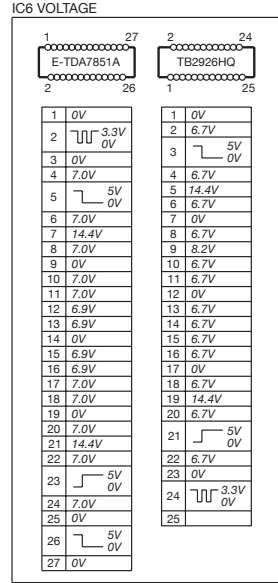 IC6 VOLTAGE
1 27
E-TDA7851A
2 26
1 0V
2 3.3V 0V
3 0V
4 7.0V
5 5V 0V
6 7.0V
7 14.4V
8 7.0V
9 0V
10 7.0V
11 7.0V
12 6.9V
13 6.9V
14 0V
15 6.9V
16 6.9V
17 7.0V
18 7.0V
19 0V
20 7.0V
21 14.4V
22 7.0V
23 5V 0V
24 7.0V
25 0V
26 5V 0V
27 0V
2 24
TB2926HQ
1 25
1 0V
2 6.7V
3 5V 0V
4 6.7V
5 14.4V
6 6.7V
7 0V
8 6.7V
9 8.2V
10 6.7V
11 6.7V
12 0V
13 6.7V
14 6.7V
15 6.7V
16 6.7V
17 0V
18 6.7V
19 14.4V
20 6.7V
21 5V 0V
22 6.7V
23 0V
24 3.3V 0V
25